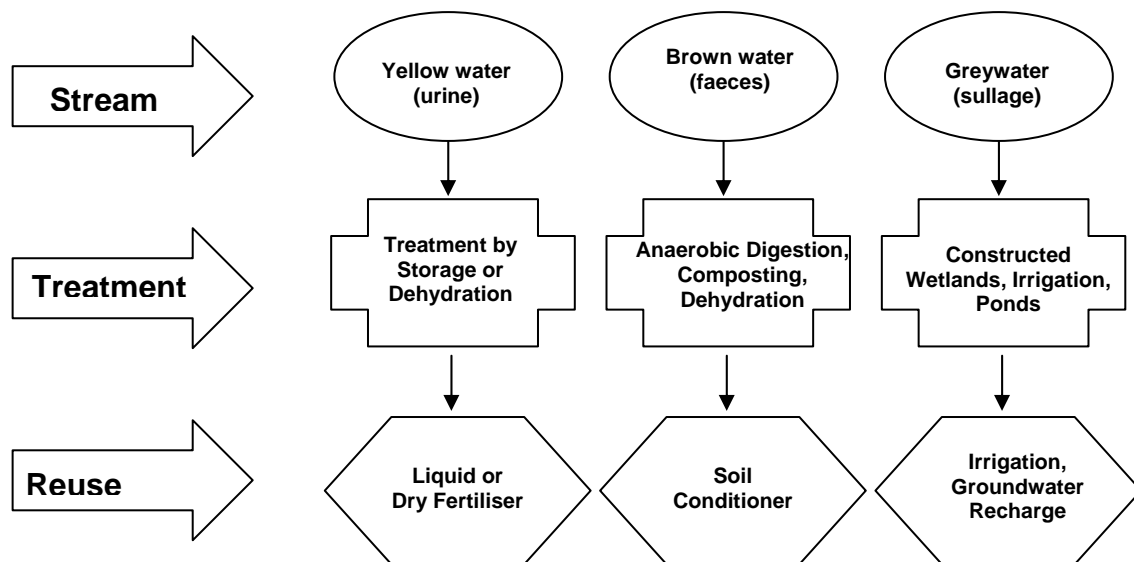 Stream
Yellow water
(urine)
Brown water
(faeces)
Greywater
(sullage)
Treatment
Treatment by
Storage or
Dehydration
Anaerobic Digestion,
Composting,
Dehydration
Constructed
Wetlands, Irrigation,
Ponds
Reuse
Liquid or
Dry Fertiliser
Soil
Conditioner
Irrigation,
Groundwater
Recharge